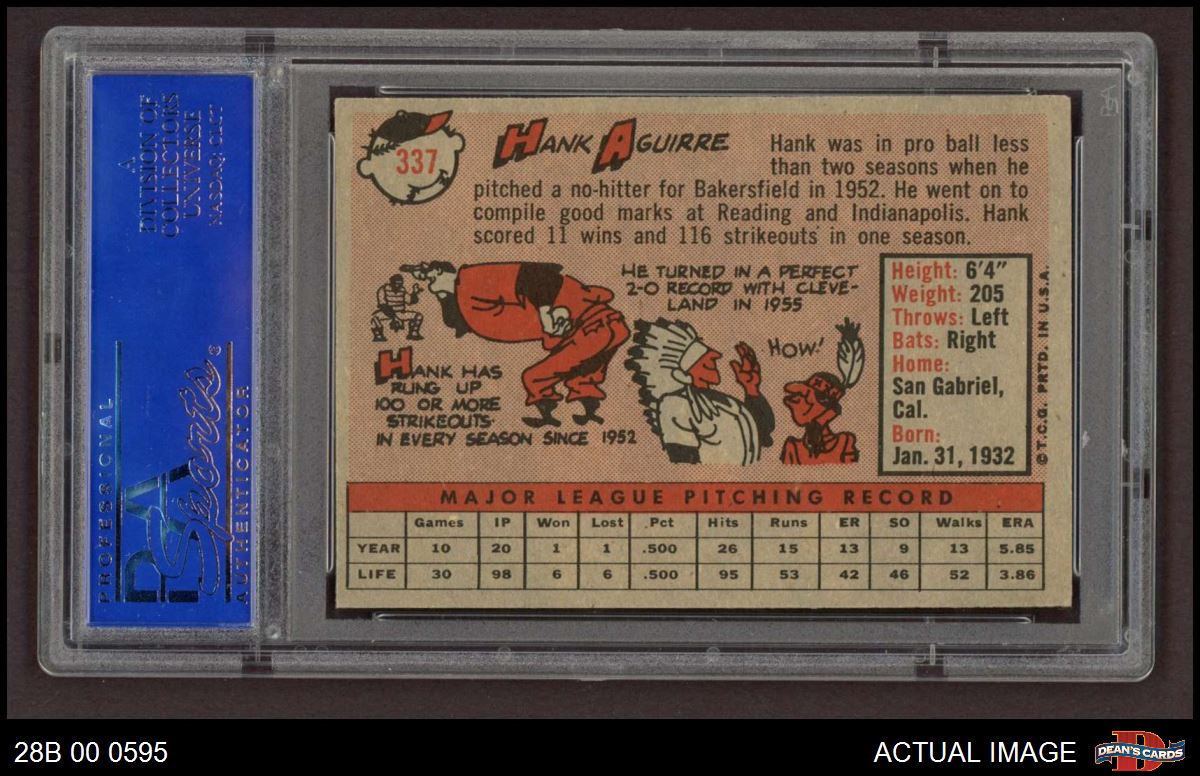 A
DIVISION OF
COLLECTORS
UNIVERSE
NASDAQ: CLCT
PROFESSIONAL
PSA
Sports
AUTHENTICATOR
337
HANK AGUIRRE
Hank was in pro ball less
than two seasons when he
pitched a no-hitter for Bakersfield in 1952. He went on to
compile good marks at Reading and Indianapolis. Hank
scored 11 wins and 116 strikeouts in one season.
HE TURNED IN A PERFECT
2-0 RECORD WITH CLEVE-
LAND IN 1955
HOW!
HANK HAS
RUNG UP
100 OR MORE
STRIKEOUTS
IN EVERY SEASON SINCE 1952
Height: 6'4"
Weight: 205
Throws: Left
Bats: Right
Home:
San Gabriel,
Cal.
Born:
Jan. 31, 1932
© T.C.G. PRTD. IN U.S.A.
MAJOR LEAGUE PITCHING RECORD
Games IP Won Lost Pct Hits Runs ER SO Walks ERA
YEAR 10 20 1 1 .500 26 15 13 9 13 5.85
LIFE 30 98 6 6 .500 95 53 42 46 52 3.86
28B 00 0595
ACTUAL IMAGE
DEAN'S CARDS